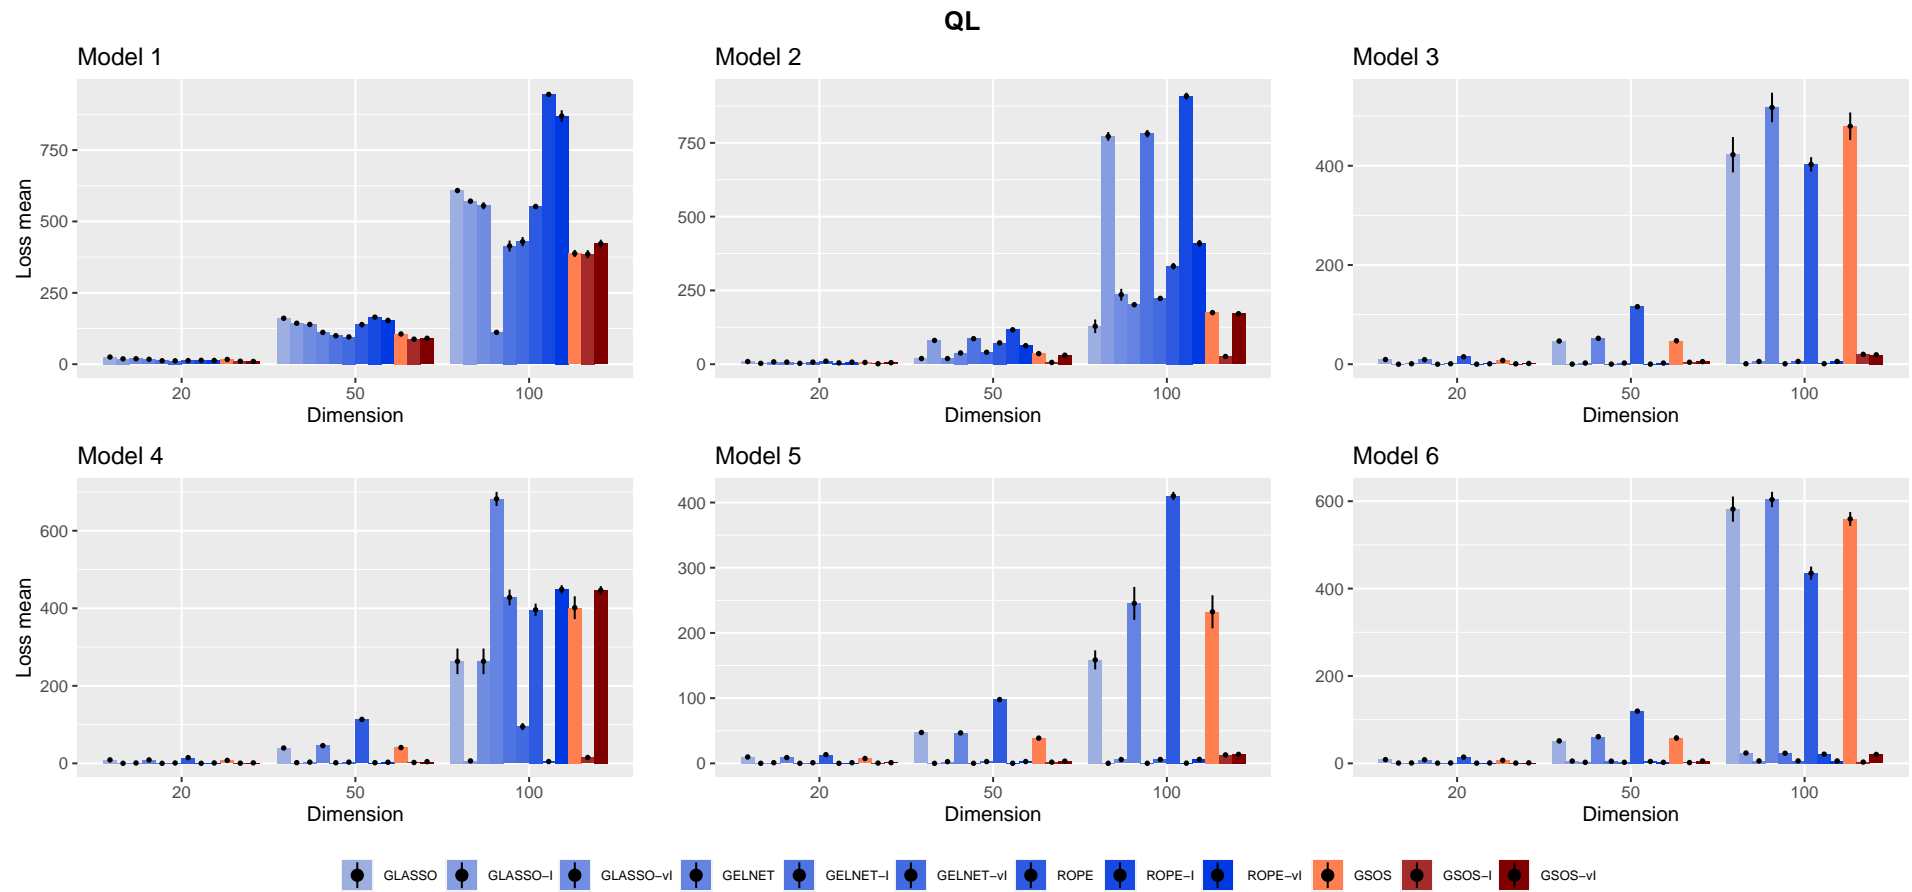 QL
Model 1
Model 2
Model 3
Loss mean
750
500
250
0
750
500
250
0
400
200
0
20
50
100
20
50
100
20
50
100
Dimension
Dimension
Dimension
Model 4
Model 5
Model 6
Loss mean
600
400
200
0
400
300
200
100
0
600
400
200
0
20
50
100
20
50
100
20
50
100
Dimension
Dimension
Dimension
GLASSO GLASSO−I GLASSO−vI GELNET GELNET−I GELNET−vI ROPE ROPE−I ROPE−vI GSOS GSOS−I GSOS−vI